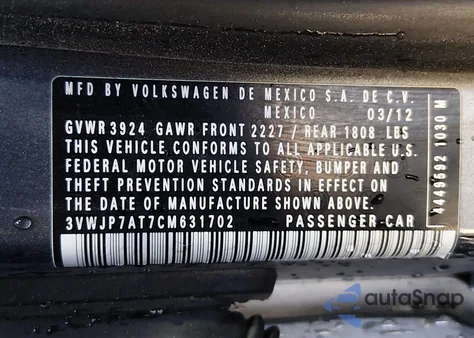 MFD BY VOLKSWAGEN DE MEXICO S.A. DE C.V.
MEXICO 03/12
GVWR 3924 GAWR FRONT 2227 / REAR 1808 LBS
THIS VEHICLE CONFORMS TO ALL APPLICABLE U.S.
FEDERAL MOTOR VEHICLE SAFETY, BUMPER AND
THEFT PREVENTION STANDARDS IN EFFECT ON
THE DATE OF MANUFACTURE SHOWN ABOVE.
3VWJP7AT7CM631702 PASSENGER CAR
4449692 1030 M
autoSnap